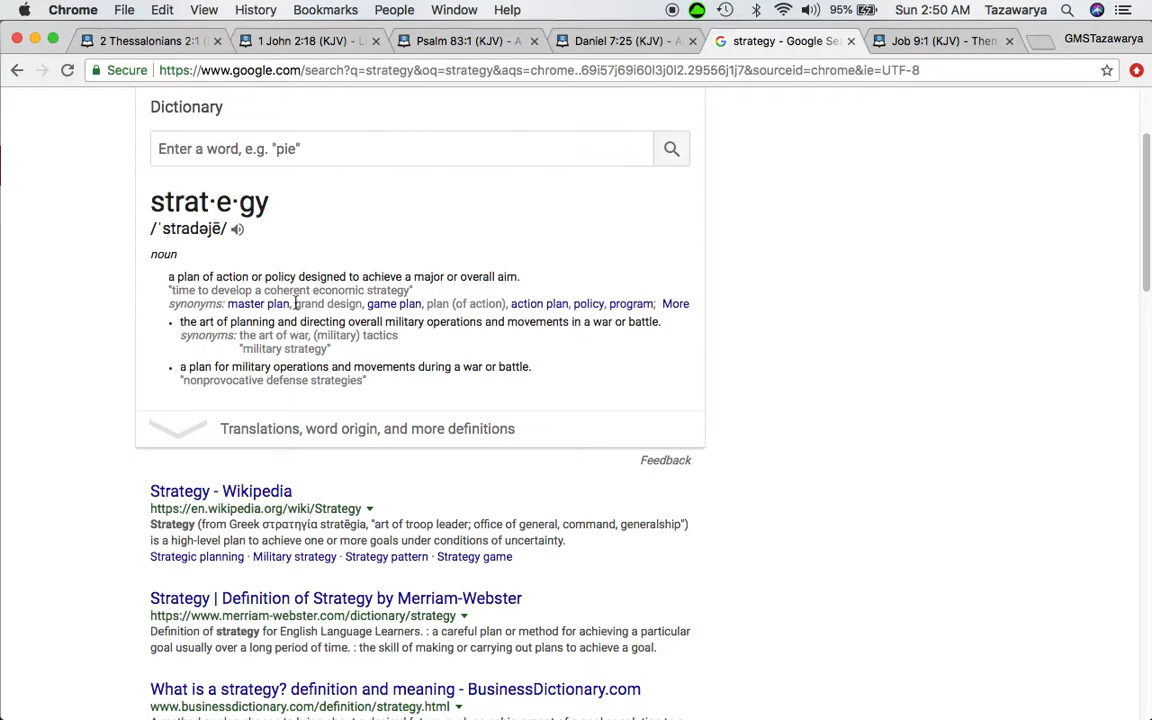 Chrome File Edit View History Bookmarks People Window Help 95% Sun 2:50 AM Tazawarya
2 Thessalonians 2:1 ( 1 John 2:18 (KJV) - L Psalm 83:1 (KJV) - A Daniel 7:25 (KJV) - A strategy - Google Sea Job 9:1 (KJV) - Then GMSTazawarya
Secure https://www.google.com/search?q=strategy&oq=strategy&aqs=chrome..69i57j69i60l3j0l2.29556j1j7&sourceid=chrome&ie=UTF-8
Dictionary
Enter a word, e.g. "pie"
strat·e·gy
/ˈstradəjē/
noun
a plan of action or policy designed to achieve a major or overall aim.
"time to develop a coherent economic strategy"
synonyms: master plan, grand design, game plan, plan (of action), action plan, policy, program; More
• the art of planning and directing overall military operations and movements in a war or battle.
synonyms: the art of war, (military) tactics
"military strategy"
• a plan for military operations and movements during a war or battle.
"nonprovocative defense strategies"
Translations, word origin, and more definitions
Feedback
Strategy - Wikipedia
https://en.wikipedia.org/wiki/Strategy
Strategy (from Greek στρατηγία stratēgia, "art of troop leader; office of general, command, generalship")
is a high-level plan to achieve one or more goals under conditions of uncertainty.
Strategic planning · Military strategy · Strategy pattern · Strategy game
Strategy | Definition of Strategy by Merriam-Webster
https://www.merriam-webster.com/dictionary/strategy
Definition of strategy for English Language Learners. : a careful plan or method for achieving a particular
goal usually over a long period of time. : the skill of making or carrying out plans to achieve a goal.
What is a strategy? definition and meaning - BusinessDictionary.com
www.businessdictionary.com/definition/strategy.html